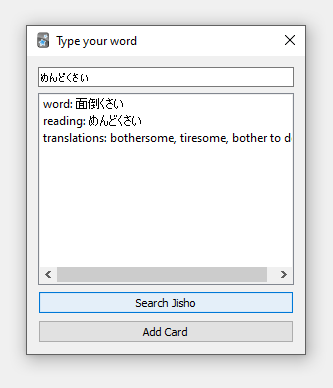 Type your word
めんどくさい
word: 面倒くさい
reading: めんどくさい
translations: bothersome, tiresome, bother to d
Search Jisho
Add Card